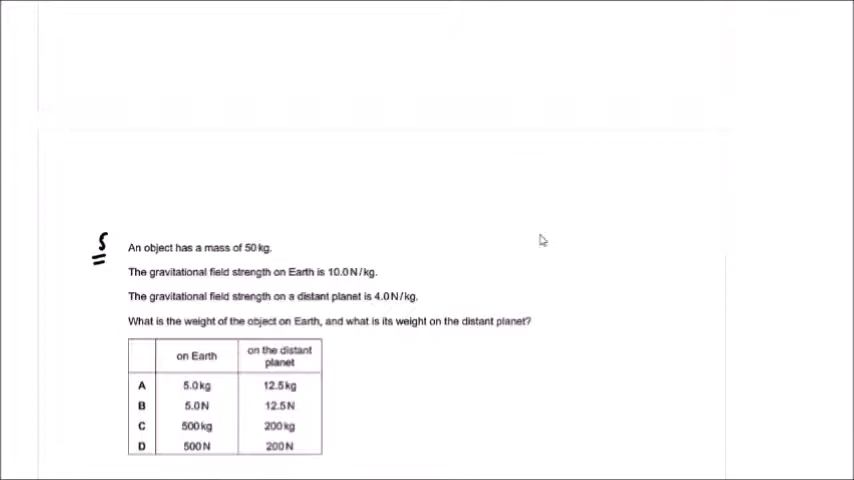 5
An object has a mass of 50 kg.
The gravitational field strength on Earth is 10.0 N/kg.
The gravitational field strength on a distant planet is 4.0 N/kg.
What is the weight of the object on Earth, and what is its weight on the distant planet?
on Earth on the distant planet
A 5.0 kg 12.5 kg
B 5.0 N 12.5 N
C 500 kg 200 kg
D 500 N 200 N